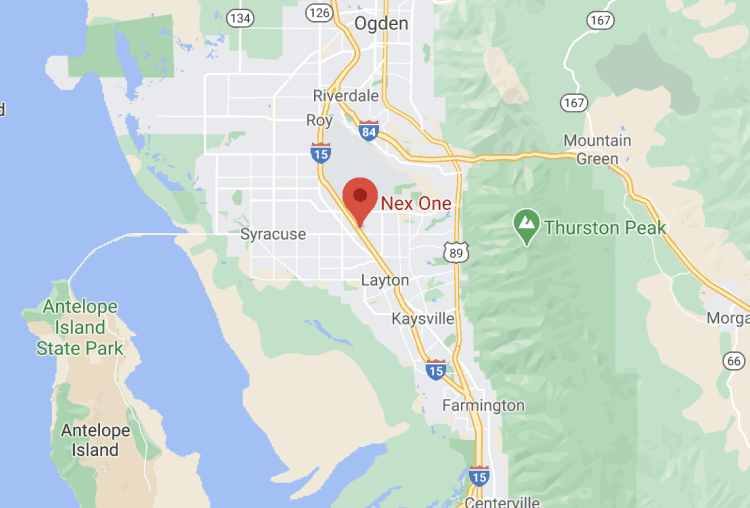 134
126
Ogden
167
Riverdale
167
d
Roy
84
15
Mountain
Green
Nex One
Syracuse
Thurston Peak
89
Layton
Antelope
Island
State Park
Kaysville
Morga
66
15
Farmington
Antelope
Island
15
Centerville